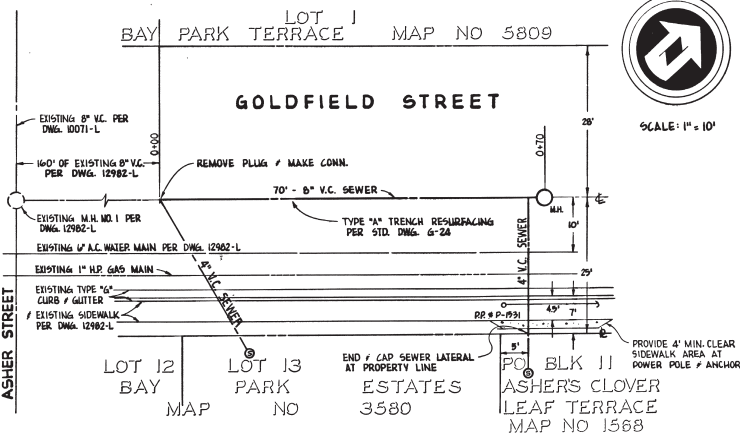 LOT 1
BAY PARK TERRACE MAP NO 5809
GOLDFIELD STREET
SCALE: 1" = 10'
EXISTING 8" V.C. PER
DWG. 10071-L
0+00
28'
0+70
160' OF EXISTING 8" V.C.
PER DWG. 12982-L
REMOVE PLUG & MAKE CONN.
70' - 8" V.C. SEWER
M.H.
℄
EXISTING M.H. NO. 1 PER
DWG. 12982-L
TYPE "A" TRENCH RESURFACING
PER STD. DWG. G-24
10'
EXISTING 6" A.C. WATER MAIN PER DWG. 12982-L
4" V.C. SEWER
4" V.C. SEWER
25'
EXISTING 1" H.P. GAS MAIN
EXISTING TYPE "G"
CURB & GUTTER
& EXISTING SIDEWALK
PER DWG. 12982-L
P.P. # P-1931
4.5'
7'
5'
PROVIDE 4' MIN. CLEAR
SIDEWALK AREA AT
POWER POLE & ANCHOR
END & CAP SEWER LATERAL
AT PROPERTY LINE
ASHER STREET
S
S
LOT 12 LOT 13 POR BLK 11
BAY PARK ESTATES
MAP NO 3580
ASHER'S CLOVER
LEAF TERRACE
MAP NO 1568